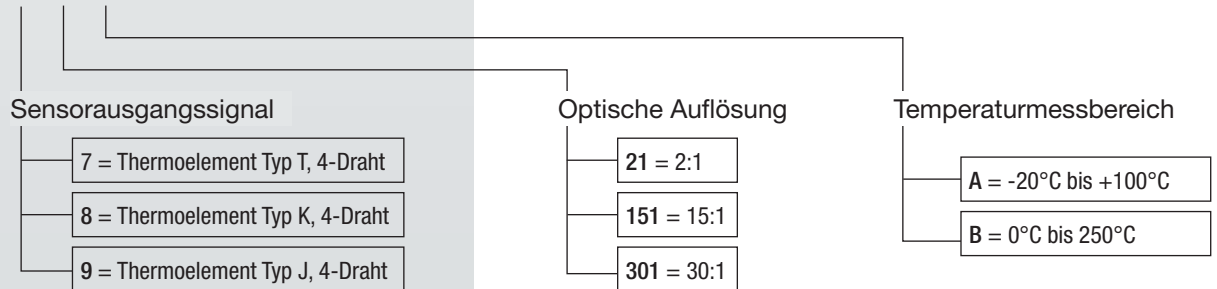 Sensorausgangssignal
7 = Thermoelement Typ T, 4-Draht
8 = Thermoelement Typ K, 4-Draht
9 = Thermoelement Typ J, 4-Draht
Optische Auflösung
21 = 2:1
151 = 15:1
301 = 30:1
Temperaturmessbereich
A = -20°C bis +100°C
B = 0°C bis 250°C